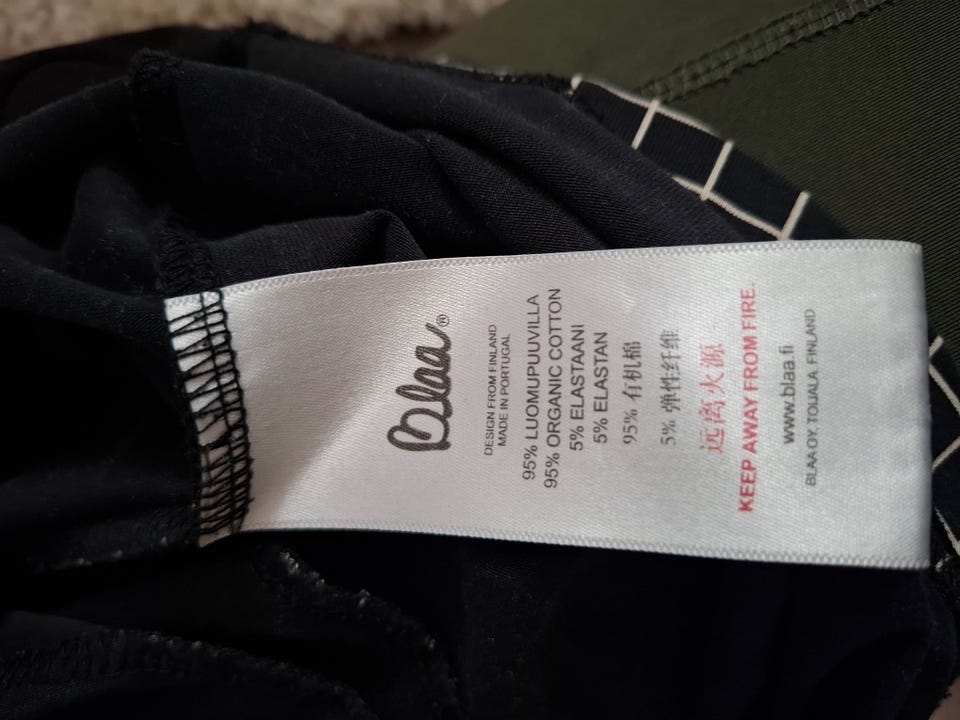 Blaa®
DESIGN FROM FINLAND
MADE IN PORTUGAL
95% LUOMUPUUVILLA
95% ORGANIC COTTON
5% ELASTAANI
5% ELASTAN
95% 有机棉
5% 弹性纤维
远离火源
KEEP AWAY FROM FIRE.
www.blaa.fi
BLAA OY, TOIJALA, FINLAND